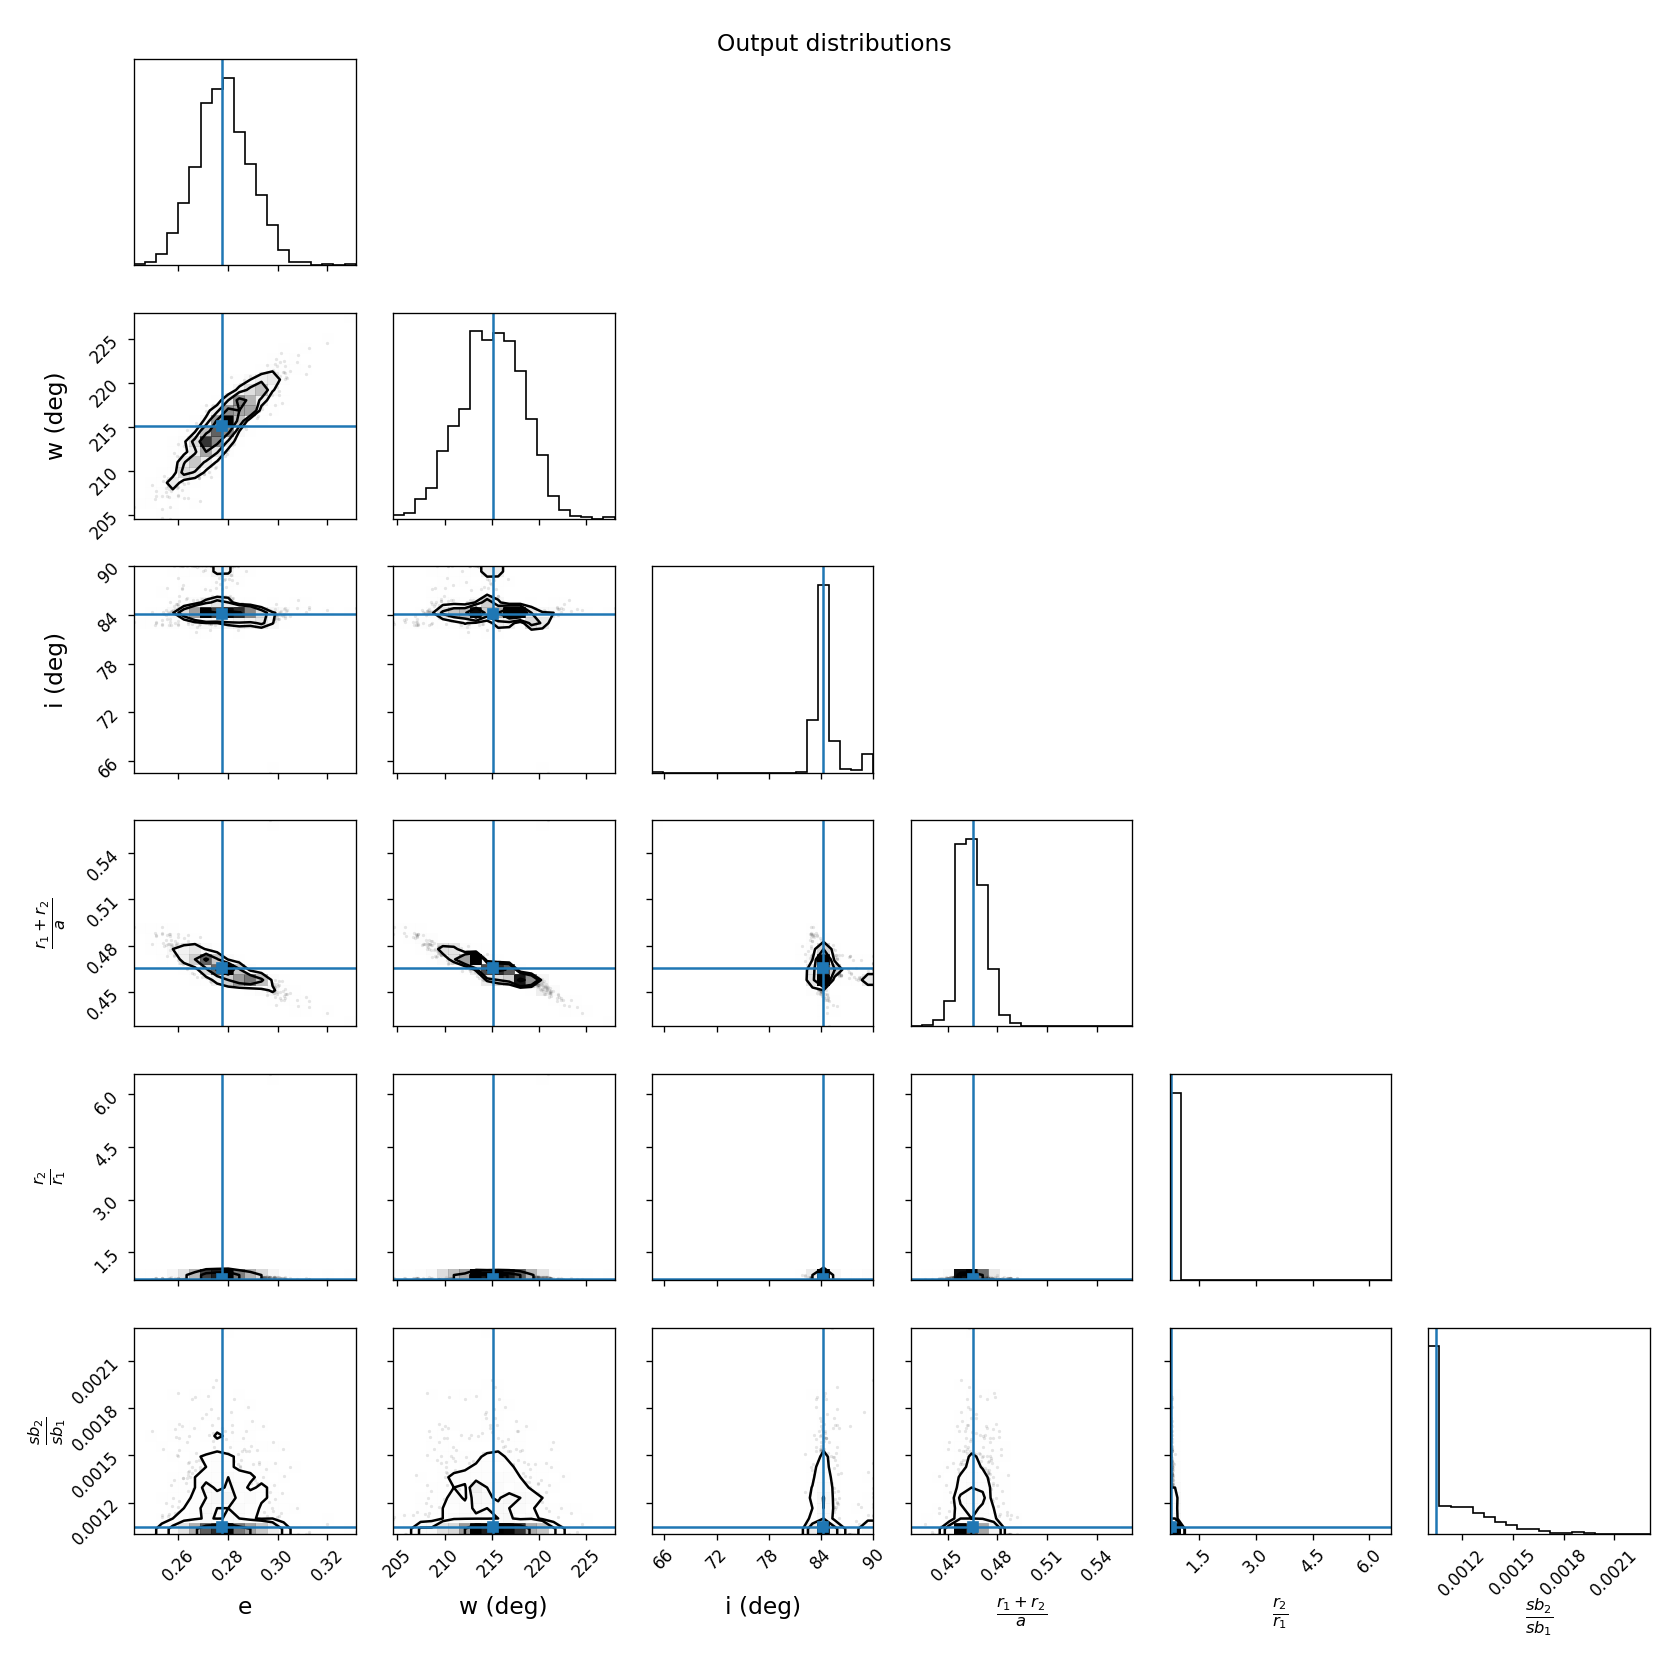 Output distributions
w (deg)
225
220
215
210
205
i (deg)
90
84
78
72
66
r₁ + r₂
a
0.54
0.51
0.48
0.45
r₂
r₁
6.0
4.5
3.0
1.5
sb₂
sb₁
0.0021
0.0018
0.0015
0.0012
0.26 0.28 0.30 0.32 205 210 215 220 225 66 72 78 84 90 0.45 0.48 0.51 0.54 1.5 3.0 4.5 6.0 0.0012 0.0015 0.0018 0.0021
e w (deg) i (deg) r₁ + r₂ r₂ sb₂
a r₁ sb₁